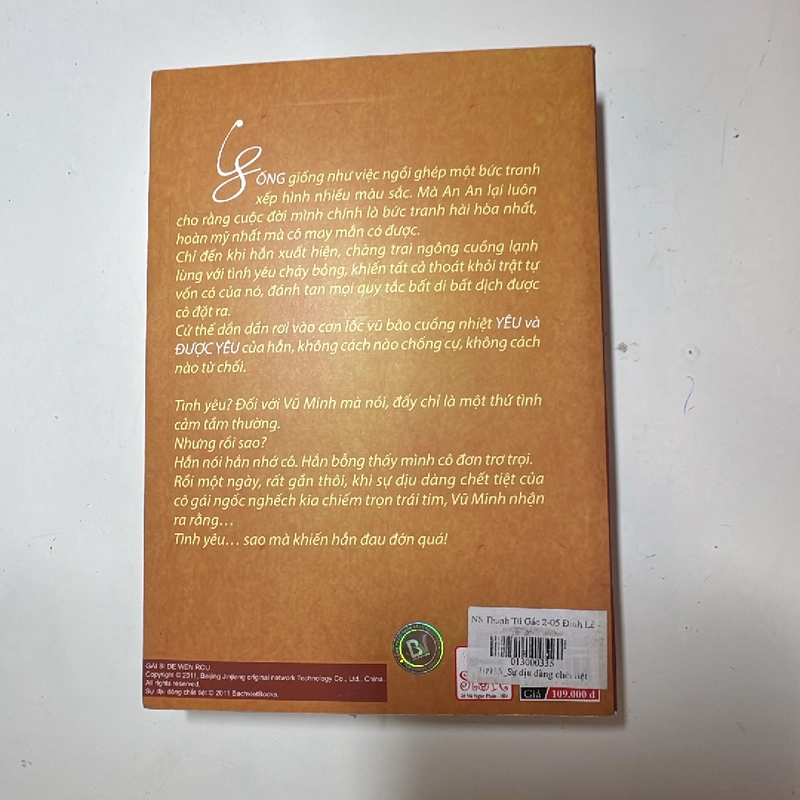 SỐNG giống như việc ngồi ghép một bức tranh
xếp hình nhiều màu sắc. Mà An An lại luôn
cho rằng cuộc đời mình chính là bức tranh hài hòa nhất,
hoàn mỹ nhất mà cô may mắn có được.
Chỉ đến khi hắn xuất hiện, chàng trai ngông cuồng lạnh
lùng với tình yêu cháy bỏng, khiến tất cả thoát khỏi trật tự
vốn có của nó, đánh tan mọi quy tắc bất di bất dịch được
cô đặt ra.
Cứ thế dần dần rơi vào cơn lốc vũ bão cuồng nhiệt YÊU và
ĐƯỢC YÊU của hắn, không cách nào chống cự, không cách
nào từ chối.
Tình yêu? Đối với Vũ Minh mà nói, đấy chỉ là một thứ tình
cảm tầm thường.
Nhưng rồi sao?
Hắn nói hắn nhớ cô. Hắn bỗng thấy mình cô đơn trơ trọi.
Rồi một ngày, rất gần thôi, khi sự dịu dàng chết tiệt của
cô gái ngốc nghếch kia chiếm trọn trái tim, Vũ Minh nhận
ra rằng...
Tình yêu... sao mà khiến hắn đau đớn quá!
GAI SI DE WEN ROU
Copyright © 2011, Beijing Jinjiang original network Technology Co., Ltd., China.
All rights reserved.
Sự dịu dàng chết tiệt © 2011 BachvietBooks.
BV
NS Thanh Trì Gác 2-05 Đinh Lễ -
013000335
_Sự dịu dàng chết tiệt
Giá 109.000 đ